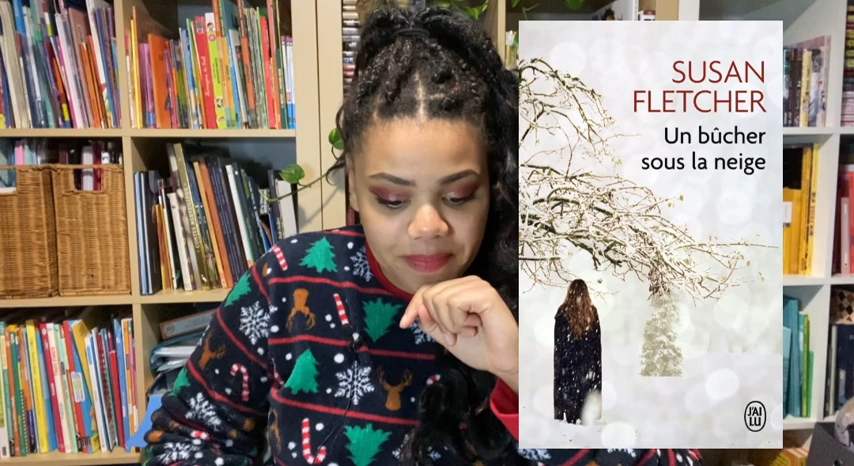 SUSAN
FLETCHER
Un bûcher
sous la neige
J'AI
LU